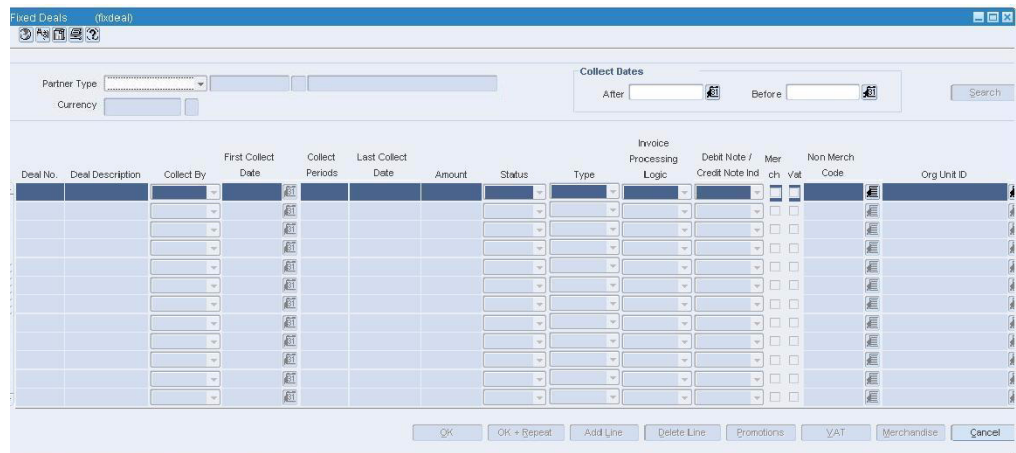 Fixed Deals (fixdeal)
Partner Type
Currency
Collect Dates
After
Before
Search
Deal No.
Deal Description
Collect By
First Collect Date
Collect Periods
Last Collect Date
Amount
Status
Type
Invoice Processing Logic
Debit Note / Credit Note Ind
Mer ch
Vat
Non Merch Code
Org Unit ID
OK
OK + Repeat
Add Line
Delete Line
Promotions
VAT
Merchandise
Cancel